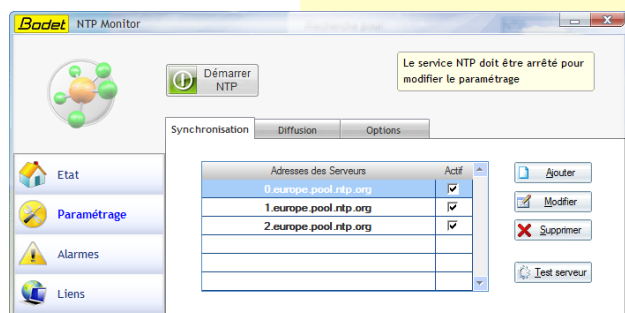 Bodet NTP Monitor
Recherche pour
Démarrer
NTP
Le service NTP doit être arrêté pour
modifier le paramétrage
Synchronisation Diffusion Options
Etat
Paramétrage
Alarmes
Liens
Adresses des Serveurs Actif
0.europe.pool.ntp.org
1.europe.pool.ntp.org
2.europe.pool.ntp.org
Ajouter
Modifier
Supprimer
Test serveur